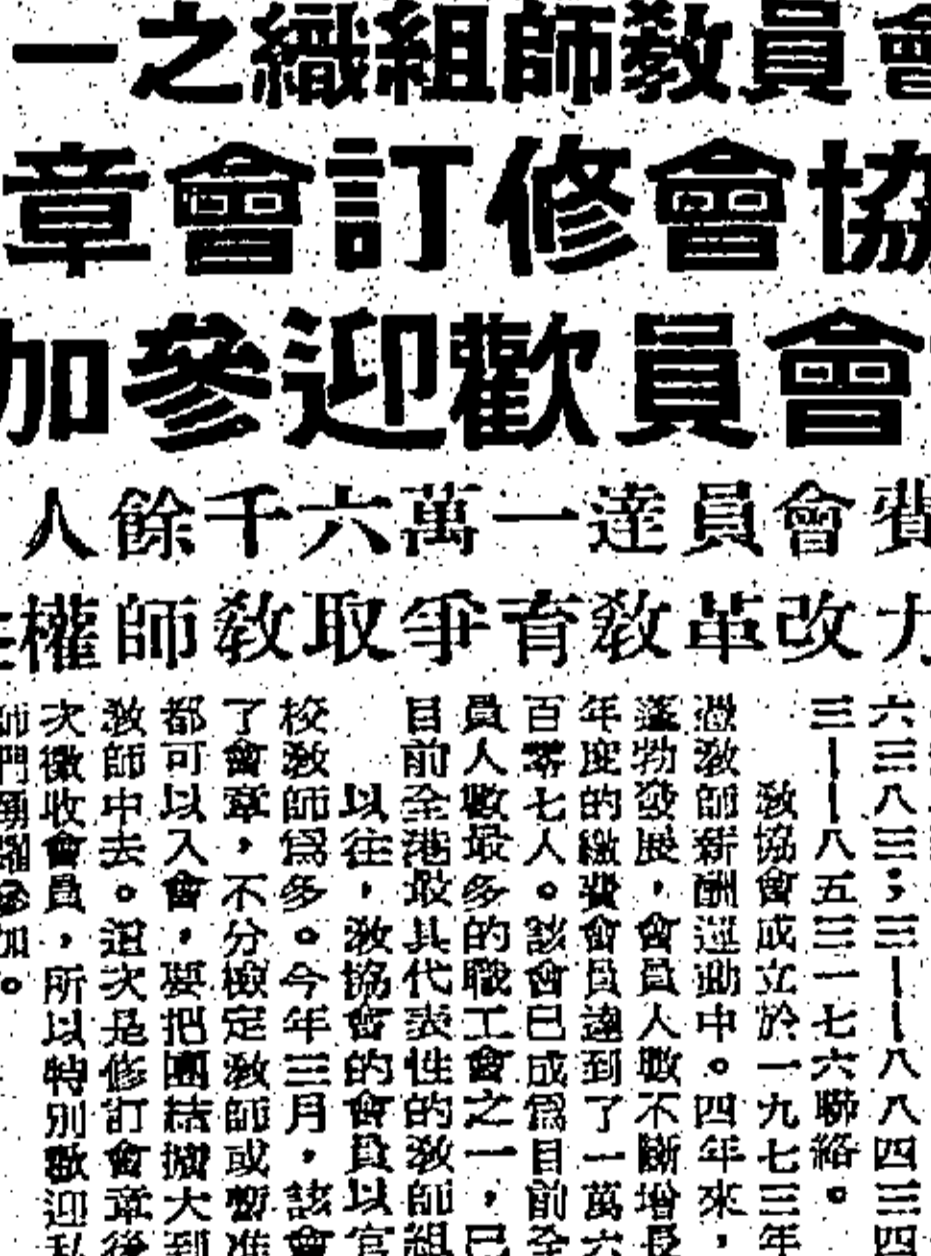 會員教師組織之一
協會修訂會章
會員歡迎參加
費會員達一萬六千餘人
力改革教育爭取教師權
六三八三；三——八八四三四
三——八五三一七六聯絡。
教協會成立於一九七三年
教師薪酬運動中。四年來，
蓬勃發展，會員人數不斷增長
年度的繳費會員達到了一萬六
百零七人。該會已成為目前全
員人數最多的職工會之一，已
目前全港最具代表性的教師組
以往，教協會的會員以官
校教師為多。今年三月，該會
了會章，不分檢定教師或暫准
都可以入會，要把團結擴大到
教師中去。這次是修訂會章後
次徵收會員，所以特別歡迎私
師們踴躍參加。